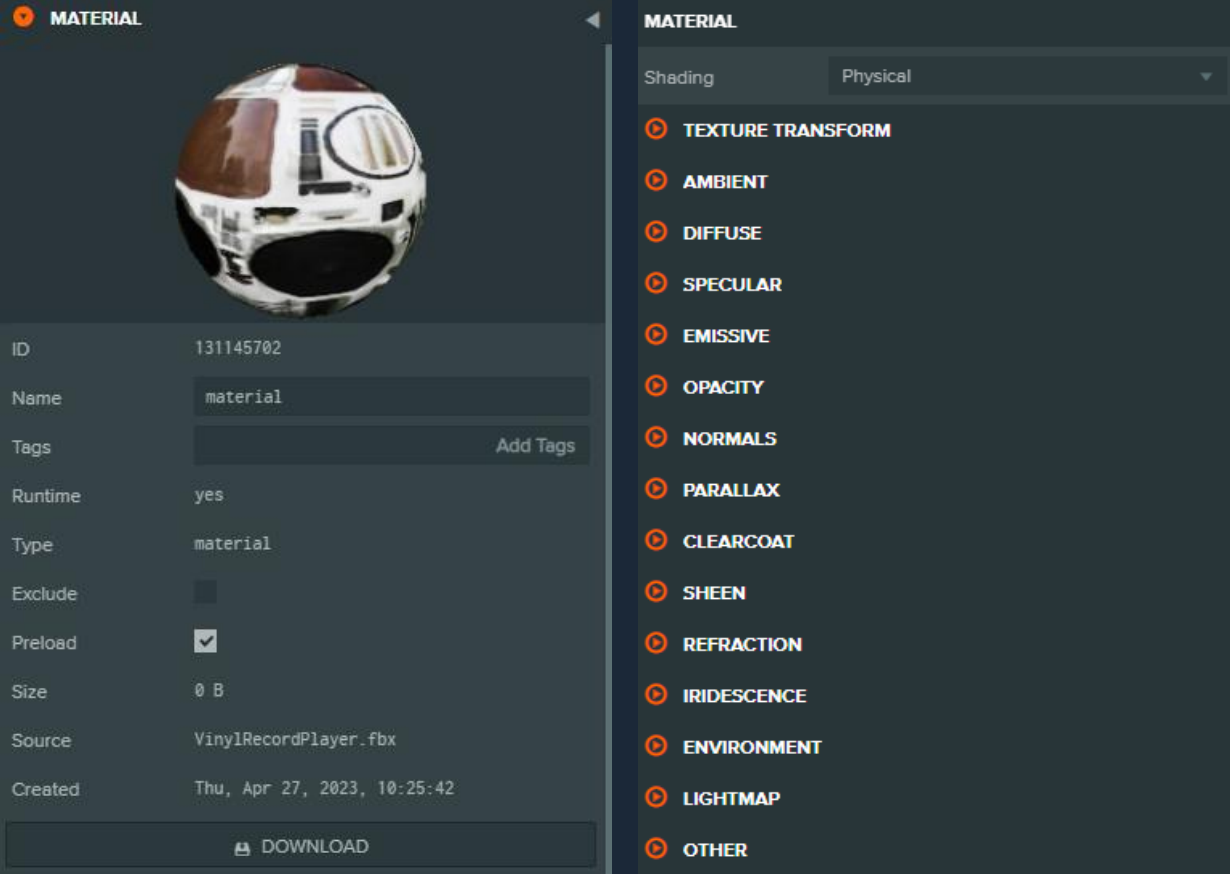 MATERIAL
ID 131145702
Name material
Tags Add Tags
Runtime yes
Type material
Exclude
Preload
Size 0 B
Source VinylRecordPlayer.fbx
Created Thu, Apr 27, 2023, 10:25:42
DOWNLOAD
MATERIAL
Shading Physical
TEXTURE TRANSFORM
AMBIENT
DIFFUSE
SPECULAR
EMISSIVE
OPACITY
NORMALS
PARALLAX
CLEARCOAT
SHEEN
REFRACTION
IRIDESCENCE
ENVIRONMENT
LIGHTMAP
OTHER